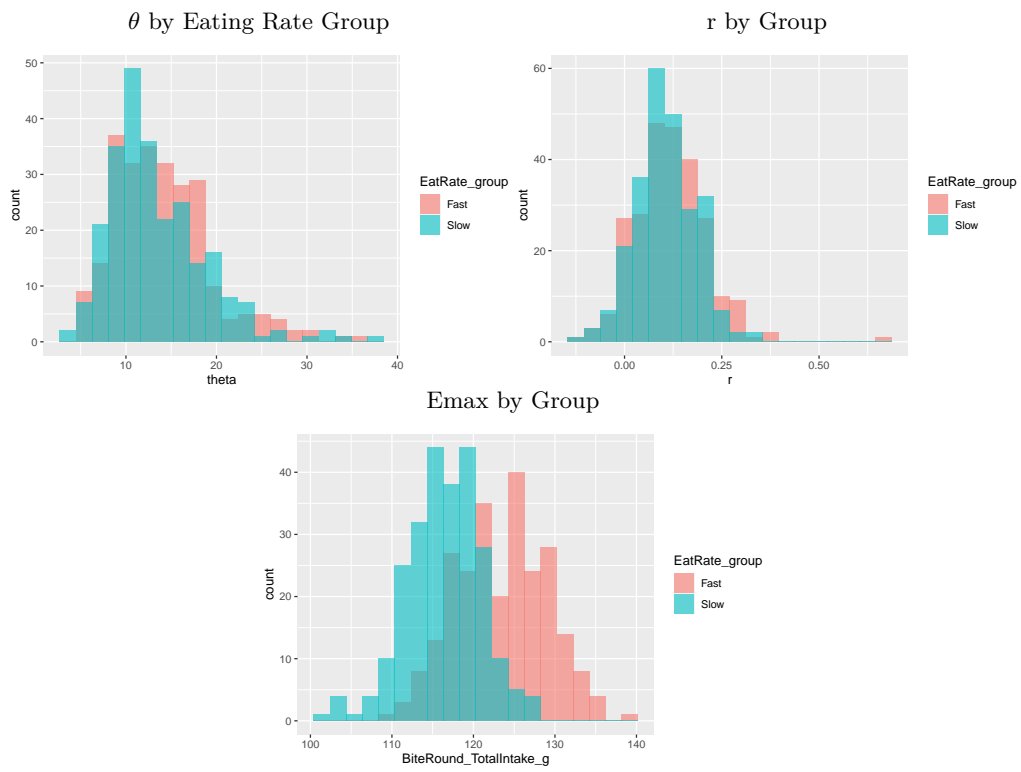 θ by Eating Rate Group
50
40
30
20
10
0
count
10
20
30
40
theta
EatRate_group
Fast
Slow
r by Group
60
40
20
0
count
0.00
0.25
0.50
r
EatRate_group
Fast
Slow
Emax by Group
40
30
20
10
0
count
100
110
120
130
140
BiteRound_TotalIntake_g
EatRate_group
Fast
Slow